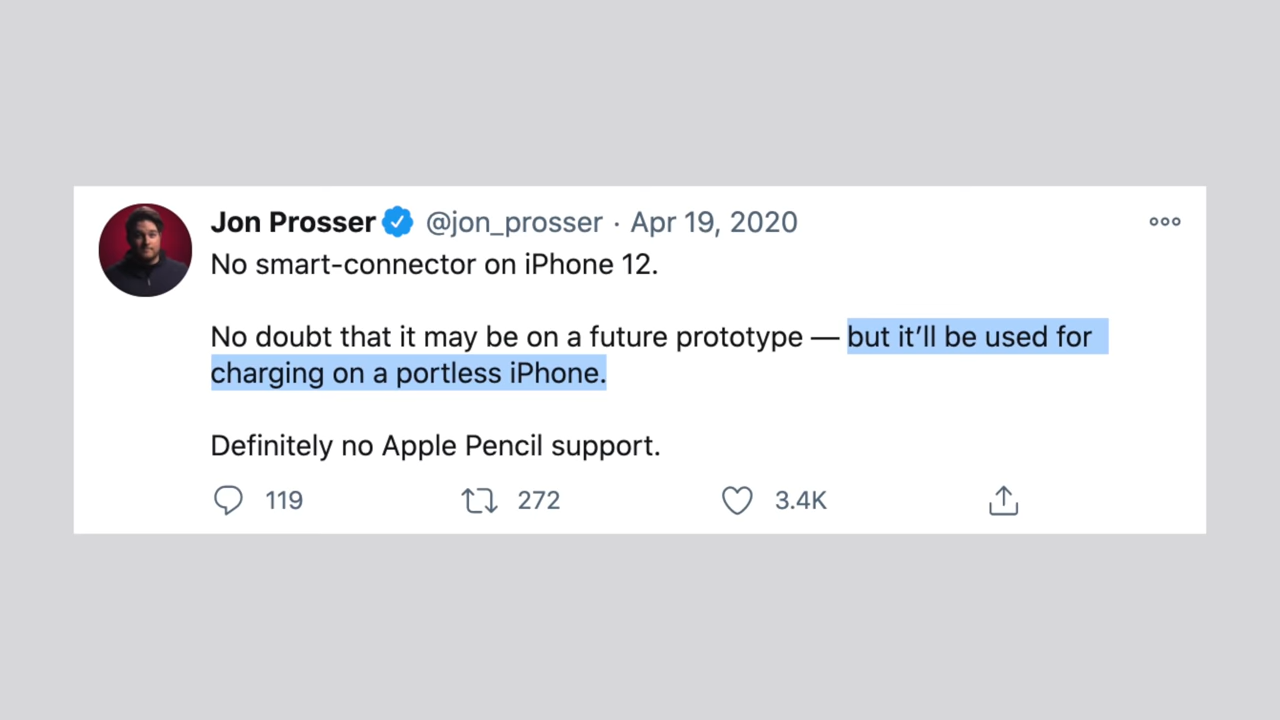 Jon Prosser @jon_prosser · Apr 19, 2020
No smart-connector on iPhone 12.
No doubt that it may be on a future prototype — but it’ll be used for
charging on a portless iPhone.
Definitely no Apple Pencil support.
119 272 3.4K